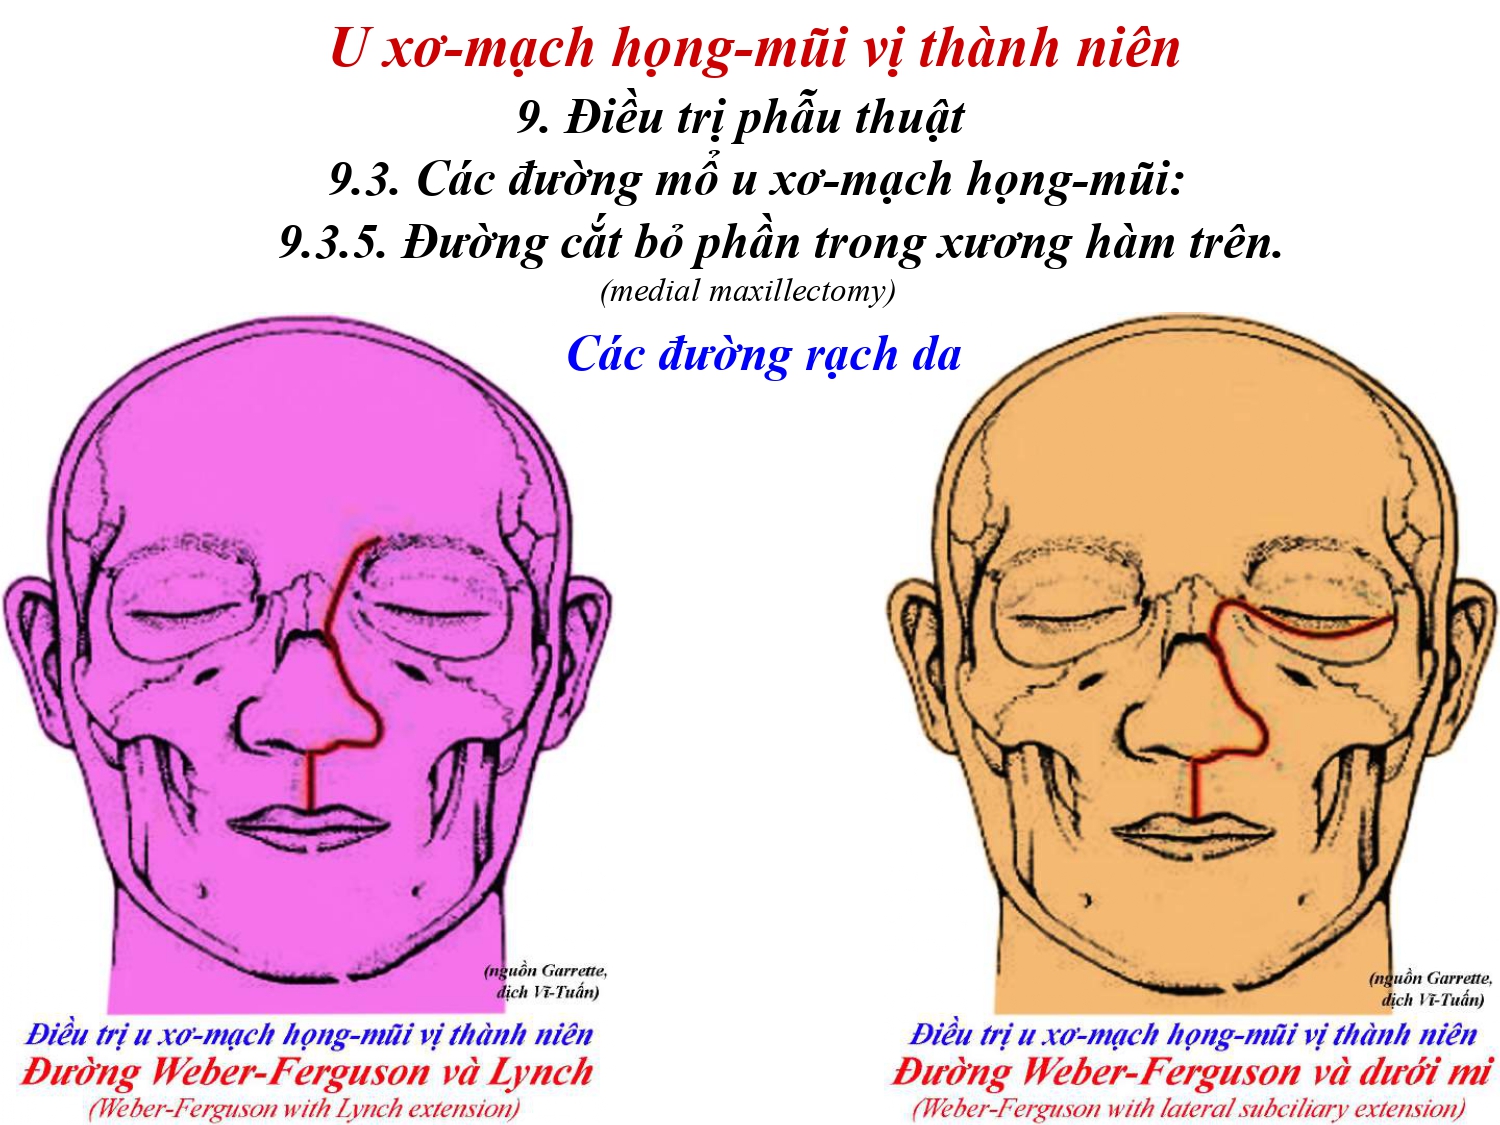 U xơ-mạch họng-mũi vị thành niên
9. Điều trị phẫu thuật
9.3. Các đường mổ u xơ-mạch họng-mũi:
9.3.5. Đường cắt bỏ phần trong xương hàm trên.
(medial maxillectomy)
Các đường rạch da
(nguồn Garrette,
dịch Vĩ-Tuấn)
Điều trị u xơ-mạch họng-mũi vị thành niên
Đường Weber-Ferguson và Lynch
(Weber-Ferguson with Lynch extension)
(nguồn Garrette,
dịch Vĩ-Tuấn)
Điều trị u xơ-mạch họng-mũi vị thành niên
Đường Weber-Ferguson và dưới mi
(Weber-Ferguson with lateral subciliary extension)